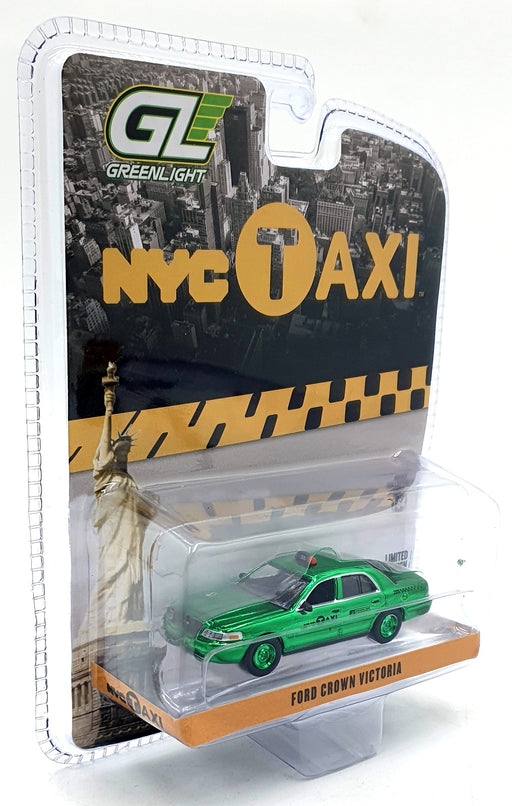 GL
GREENLIGHT
NYC TAXI
LIMITED
TAXI
FORD CROWN VICTORIA
NYC TAXI